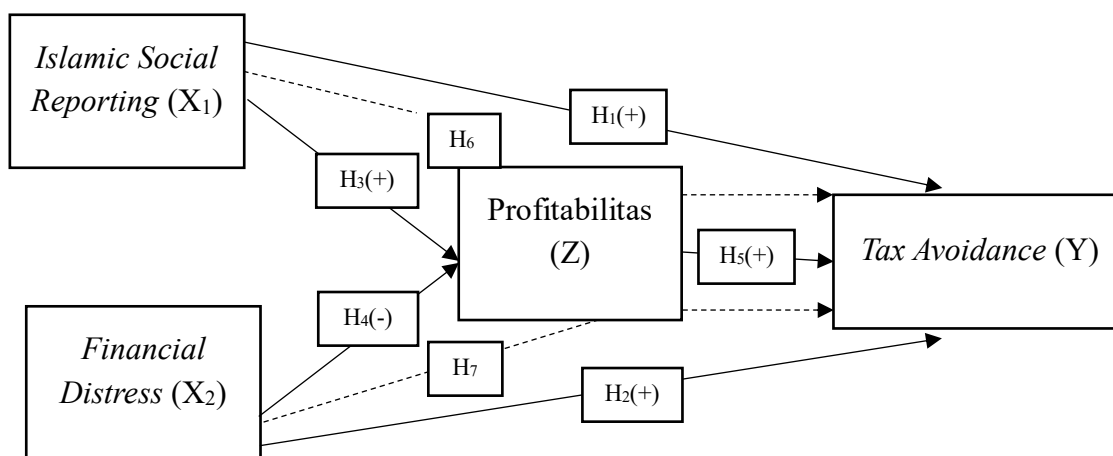 Islamic Social
Reporting (X₁)
H₁(+)
H₆
H₃(+)
Profitabilitas
(Z)
H₅(+)
Tax Avoidance (Y)
H₄(-)
Financial
Distress (X₂)
H₇
H₂(+)